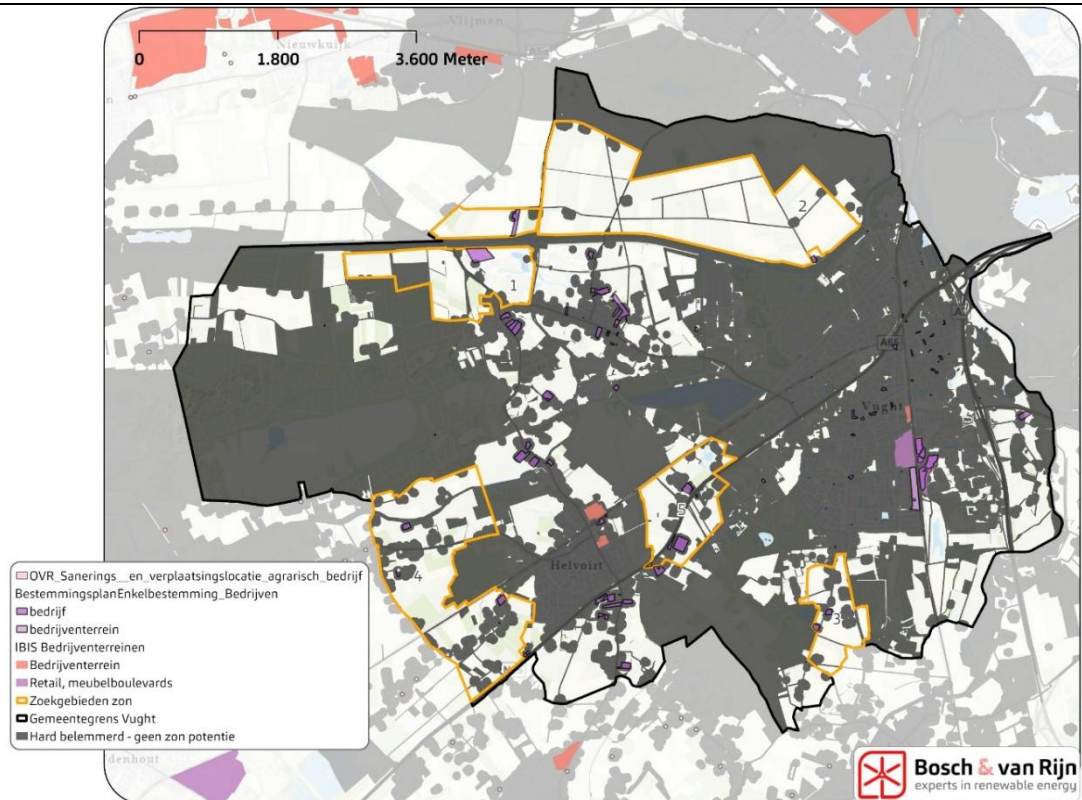 Vlijmen
Nieuwkuijk
0 1.800 3.600 Meter
2
1
A65
Vught
5
4
Helvoirt
3
OVR_Sanerings__en_verplaatsingslocatie_agrarisch_bedrijf
BestemmingsplanEnkelbestemming_Bedrijven
bedrijf
bedrijventerrein
IBIS Bedrijventerreinen
Bedrijventerrein
Retail, meubelboulevards
Zoekgebieden zon
Gemeentegrens Vught
Hard belemmerd - geen zon potentie
denhout
Bosch & van Rijn
experts in renewable energy